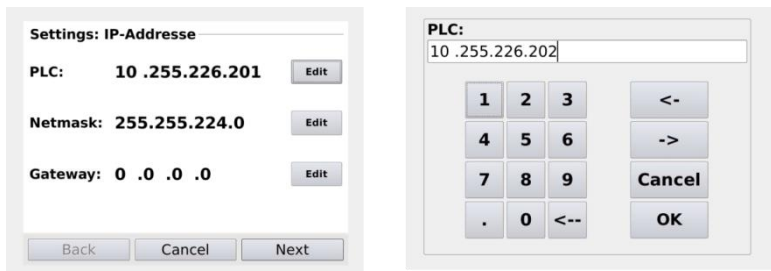 Settings: IP-Addresse
PLC: 10 .255.226.201 Edit
Netmask: 255.255.224.0 Edit
Gateway: 0 .0 .0 .0 Edit
Back Cancel Next
PLC:
10 .255.226.202
1 2 3 <-
4 5 6 ->
7 8 9 Cancel
. 0 <-- OK